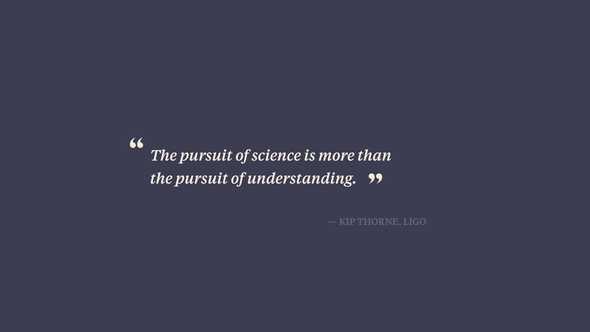 “ The pursuit of science is more than
the pursuit of understanding. ”
— KIP THORNE, LIGO